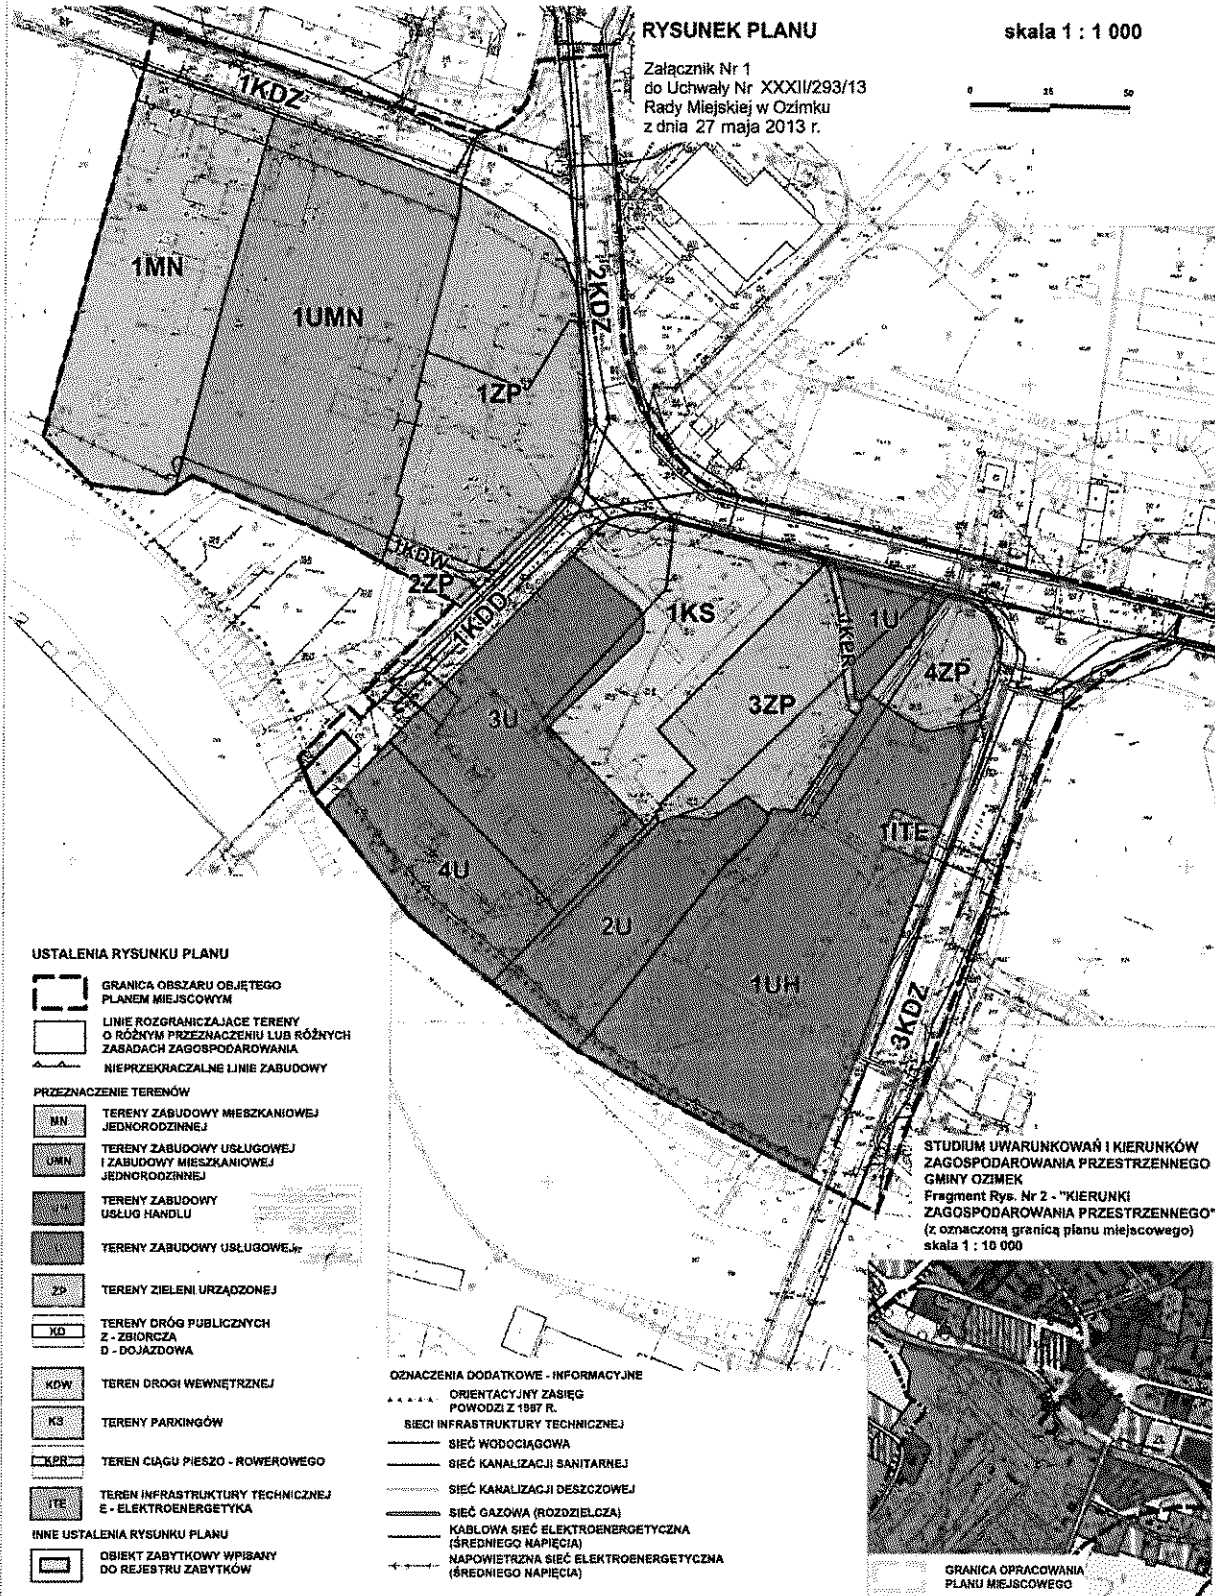 RYSUNEK PLANU
skala 1 : 1 000
Załącznik Nr 1
do Uchwały Nr XXXII/293/13
Rady Miejskiej w Ozimku
z dnia 27 maja 2013 r.
0 25 50
1KDZ
1MN
1UMN
2KDZ
1ZP
1KDW
2ZP
1KDD
1KS
1U
1KPR
4ZP
3ZP
3U
1ITE
4U
2U
1UH
3KDZ
USTALENIA RYSUNKU PLANU
GRANICA OBSZARU OBJĘTEGO
PLANEM MIEJSCOWYM
LINIE ROZGRANICZAJĄCE TERENY
O RÓŻNYM PRZEZNACZENIU LUB RÓŻNYCH
ZASADACH ZAGOSPODAROWANIA
NIEPRZEKRACZALNE LINIE ZABUDOWY
PRZEZNACZENIE TERENÓW
MN
TERENY ZABUDOWY MIESZKANIOWEJ
JEDNORODZINNEJ
UMN
TERENY ZABUDOWY USŁUGOWEJ
I ZABUDOWY MIESZKANIOWEJ
JEDNORODZINNEJ
UH
TERENY ZABUDOWY
USŁUG HANDLU
U
TERENY ZABUDOWY USŁUGOWEJ
ZP
TERENY ZIELENI URZĄDZONEJ
KD
TERENY DRÓG PUBLICZNYCH
Z - ZBIORCZA
D - DOJAZDOWA
KDW
TEREN DROGI WEWNĘTRZNEJ
KS
TERENY PARKINGÓW
KPR
TEREN CIĄGU PIESZO - ROWEROWEGO
ITE
TEREN INFRASTRUKTURY TECHNICZNEJ
E - ELEKTROENERGETYKA
INNE USTALENIA RYSUNKU PLANU
OBIEKT ZABYTKOWY WPISANY
DO REJESTRU ZABYTKÓW
OZNACZENIA DODATKOWE - INFORMACYJNE
ORIENTACYJNY ZASIĘG
POWODZI Z 1997 R.
SIECI INFRASTRUKTURY TECHNICZNEJ
SIEĆ WODOCIĄGOWA
SIEĆ KANALIZACJI SANITARNEJ
SIEĆ KANALIZACJI DESZCZOWEJ
SIEĆ GAZOWA (ROZDZIELCZA)
KABLOWA SIEĆ ELEKTROENERGETYCZNA
(ŚREDNIEGO NAPIĘCIA)
NAPOWIETRZNA SIEĆ ELEKTROENERGETYCZNA
(ŚREDNIEGO NAPIĘCIA)
STUDIUM UWARUNKOWAŃ I KIERUNKÓW
ZAGOSPODAROWANIA PRZESTRZENNEGO
GMINY OZIMEK
Fragment Rys. Nr 2 - "KIERUNKI
ZAGOSPODAROWANIA PRZESTRZENNEGO"
(z oznaczoną granicą planu miejscowego)
skala 1 : 10 000
GRANICA OPRACOWANIA
PLANU MIEJSCOWEGO